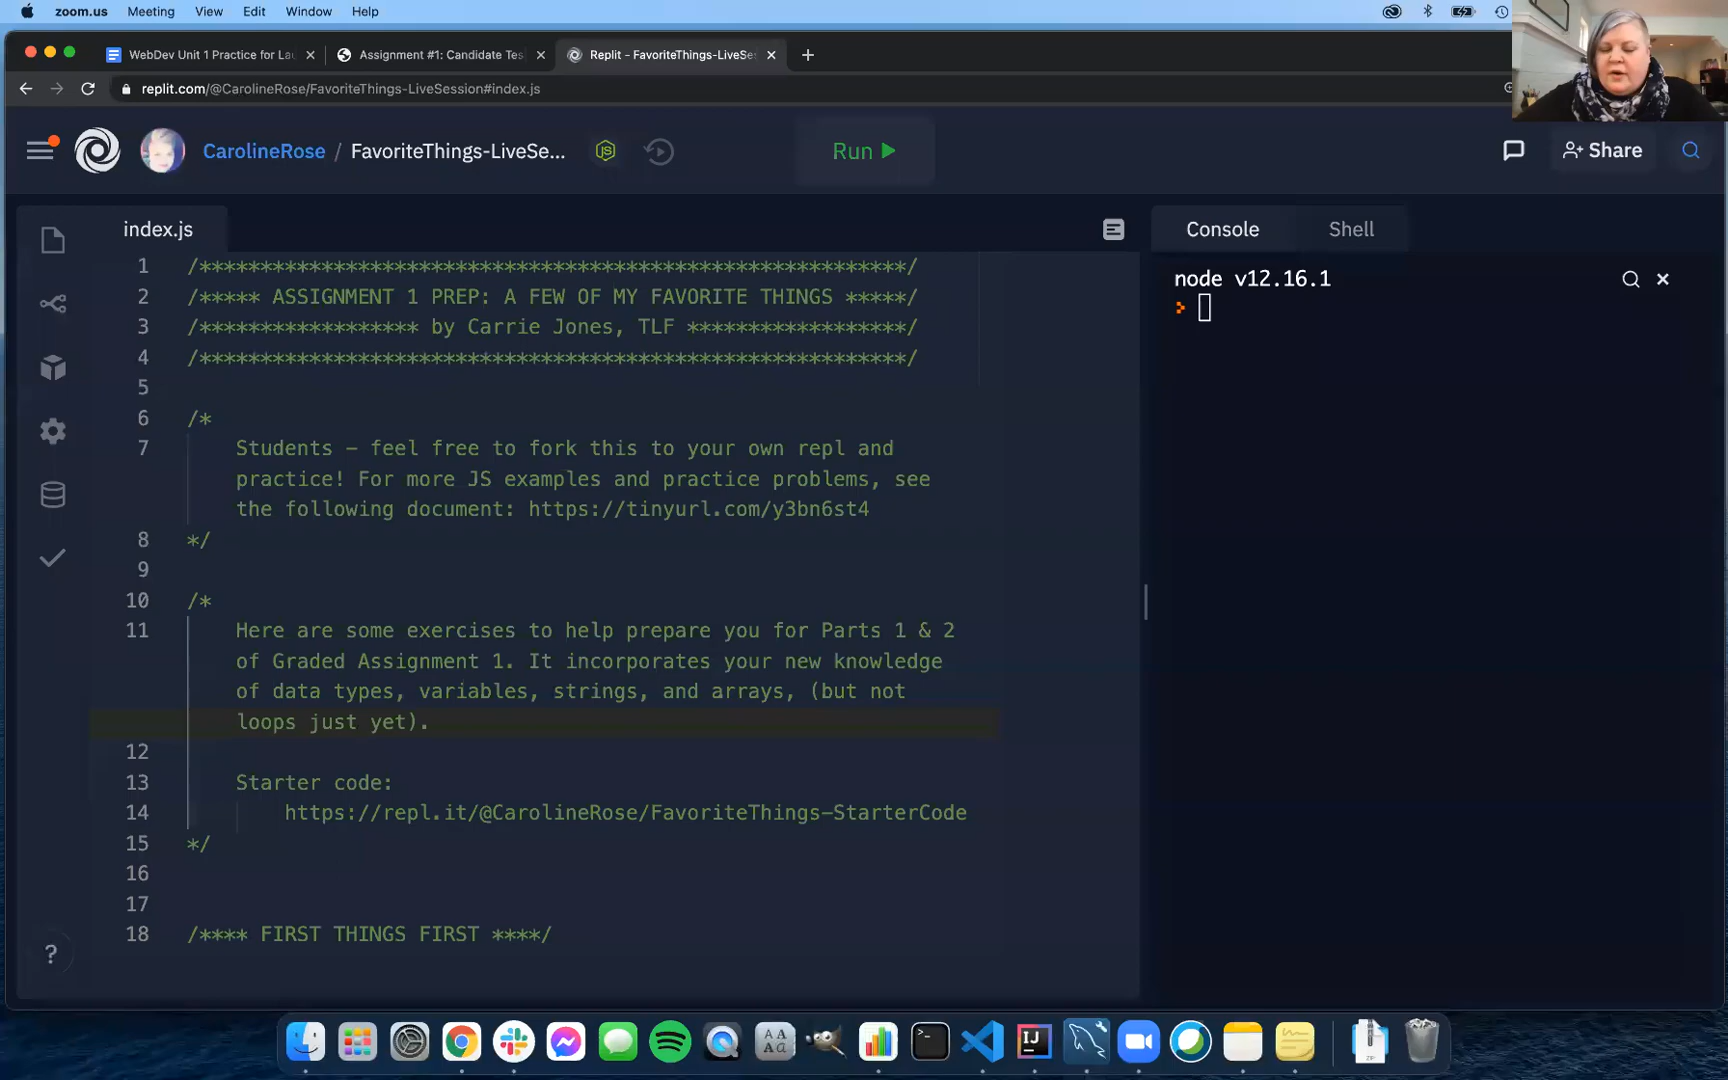 zoom.us Meeting View Edit Window Help
WebDev Unit 1 Practice for La
Assignment #1: Candidate Tes
Replit - FavoriteThings-LiveSe
replit.com/@CarolineRose/FavoriteThings-LiveSession#index.js
CarolineRose / FavoriteThings-LiveSe...
Run
Share
index.js
Console
Shell
node v12.16.1
1 /**********************************************************/
2 /***** ASSIGNMENT 1 PREP: A FEW OF MY FAVORITE THINGS *****/
3 /****************** by Carrie Jones, TLF ******************/
4 /**********************************************************/
5
6 /*
7 Students – feel free to fork this to your own repl and
practice! For more JS examples and practice problems, see
the following document: https://tinyurl.com/y3bn6st4
8 */
9
10 /*
11 Here are some exercises to help prepare you for Parts 1 & 2
of Graded Assignment 1. It incorporates your new knowledge
of data types, variables, strings, and arrays, (but not
loops just yet).
12
13 Starter code:
14 https://repl.it/@CarolineRose/FavoriteThings-StarterCode
15 */
16
17
18 /**** FIRST THINGS FIRST ****/